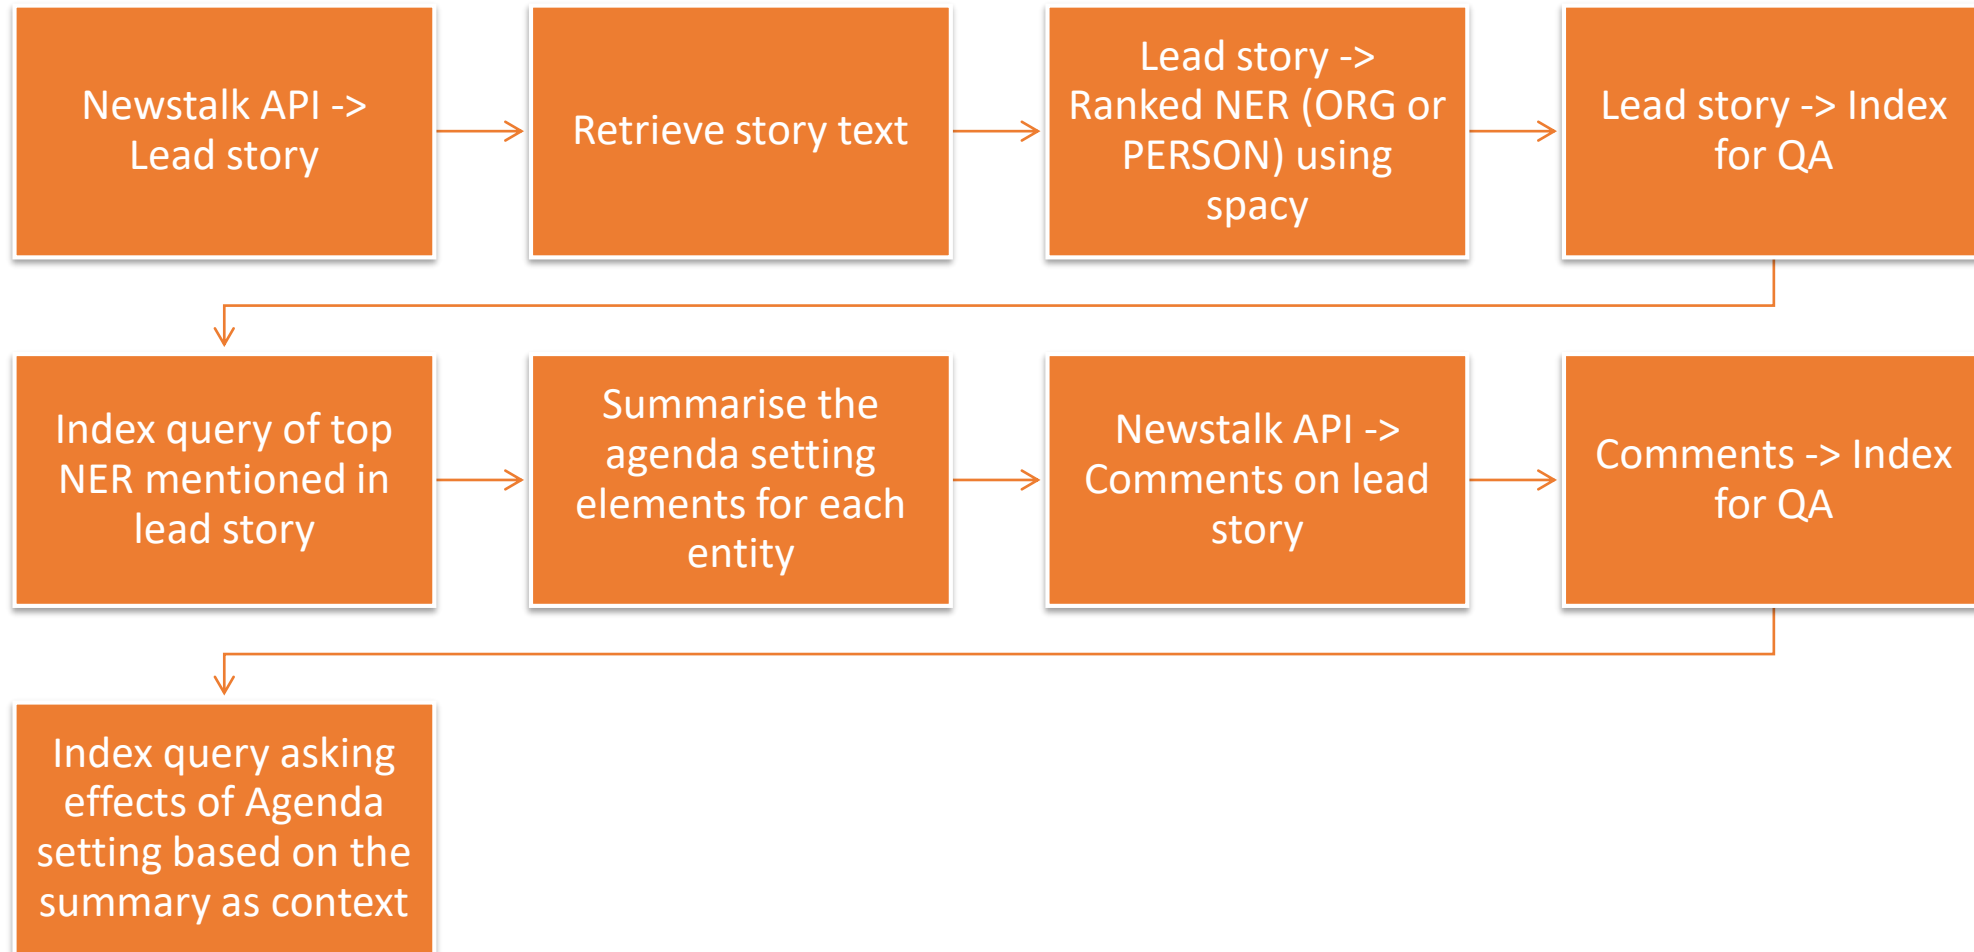 Newstalk API ->
Lead story
Retrieve story text
Lead story ->
Ranked NER (ORG or
PERSON) using
spacy
Lead story -> Index
for QA
Index query of top
NER mentioned in
lead story
Summarise the
agenda setting
elements for each
entity
Newstalk API ->
Comments on lead
story
Comments -> Index
for QA
Index query asking
effects of Agenda
setting based on the
summary as context